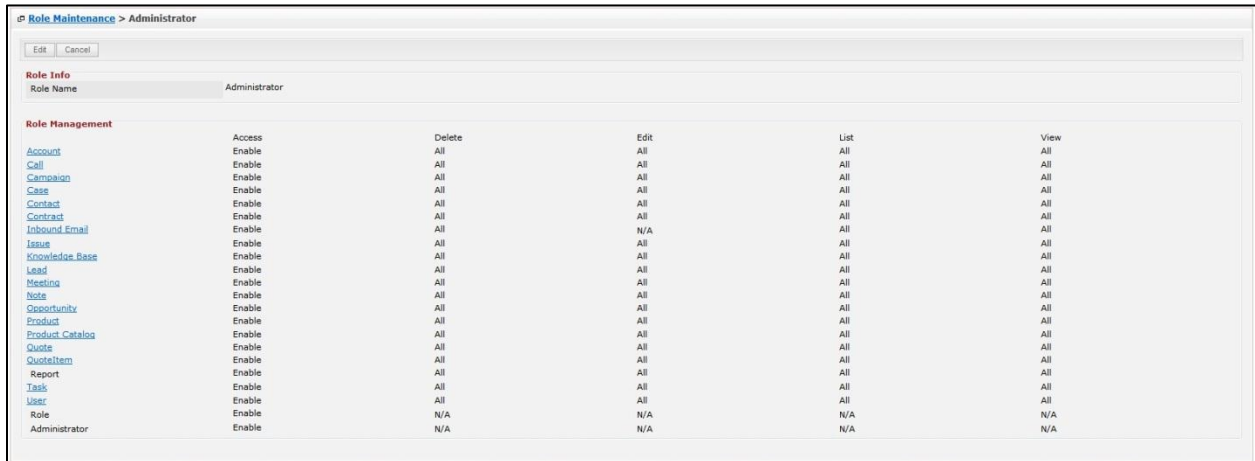 Role Maintenance > Administrator
Edit Cancel
Role Info
Role Name Administrator
Role Management
Access Delete Edit List View
Account Enable All All All All
Call Enable All All All All
Campaign Enable All All All All
Case Enable All All All All
Contact Enable All All All All
Contract Enable All All All All
Inbound Email Enable All N/A All All
Issue Enable All All All All
Knowledge Base Enable All All All All
Lead Enable All All All All
Meeting Enable All All All All
Note Enable All All All All
Opportunity Enable All All All All
Product Enable All All All All
Product Catalog Enable All All All All
Quote Enable All All All All
QuoteItem Enable All All All All
Report Enable All All All All
Task Enable All All All All
User Enable All All All All
Role Enable N/A N/A N/A N/A
Administrator Enable N/A N/A N/A N/A